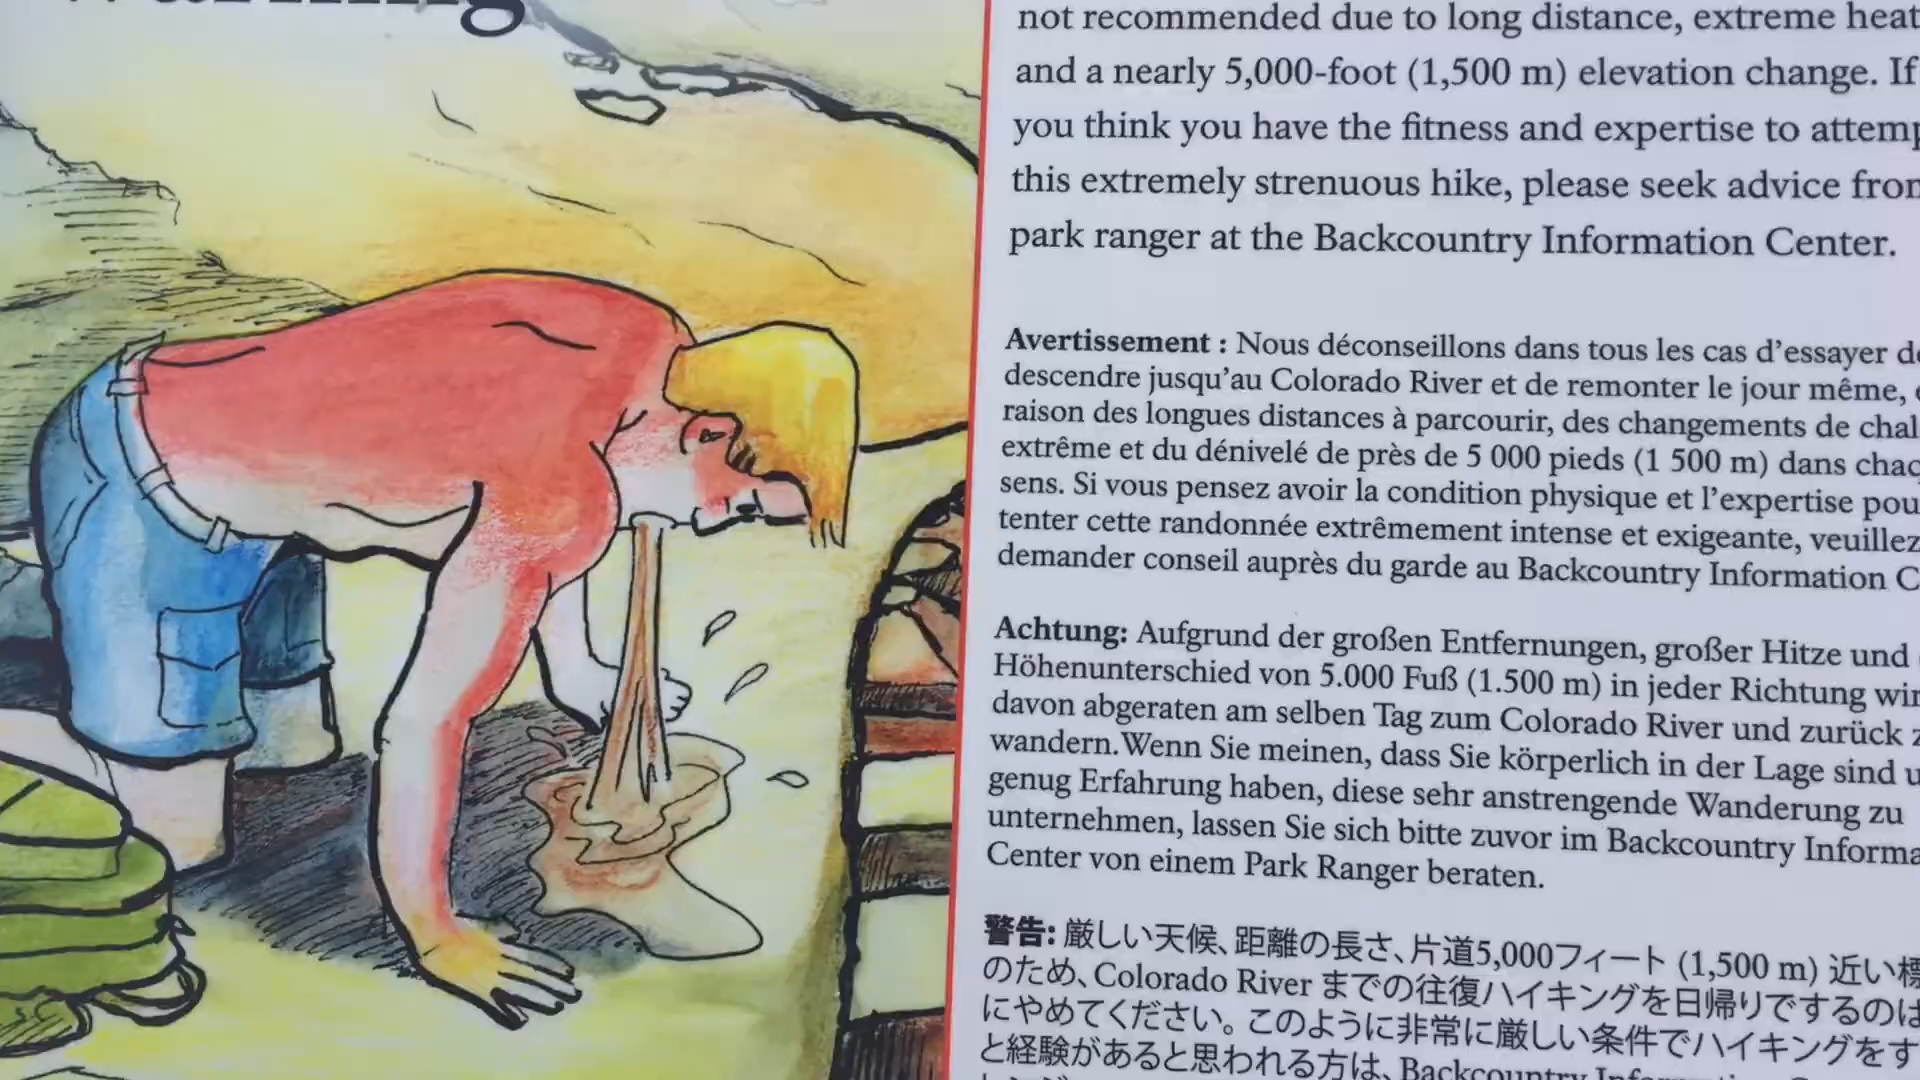 not recommended due to long distance, extreme heat
and a nearly 5,000-foot (1,500 m) elevation change. If
you think you have the fitness and expertise to
this extremely strenuous hike, please seek advice
park ranger at the Backcountry Information Center.
Avertissement : Nous déconseillons dans tous les cas d'essayer
descendre jusqu'au Colorado River et de remonter le jour même,
raison des longues distances à parcourir, des changements de
extrême et du dénivelé de près de 5 000 pieds (1 500 m) dans
sens. Si vous pensez avoir la condition physique et l'expertise
tenter cette randonnée extrêmement intense et exigeante, veuillez
demander conseil auprès du garde au Backcountry Information
Achtung: Aufgrund der großen Entfernungen, großer Hitze und
Höhenunterschied von 5.000 Fuß (1.500 m) in jeder Richtung
davon abgeraten am selben Tag zum Colorado River und zurück
wandern. Wenn Sie meinen, dass Sie körperlich in der Lage sind
genug Erfahrung haben, diese sehr anstrengende Wanderung zu
unternehmen, lassen Sie sich bitte zuvor im Backcountry
Center von einem Park Ranger beraten.
警告: 厳しい天候、距離の長さ、片道5,000フィート (1,500 m) 近い
のため、Colorado River までの往復ハイキングを日帰りでするのは
にやめてください。このように非常に厳しい条件でハイキングをす
と経験があると思われる方は、Backcountry